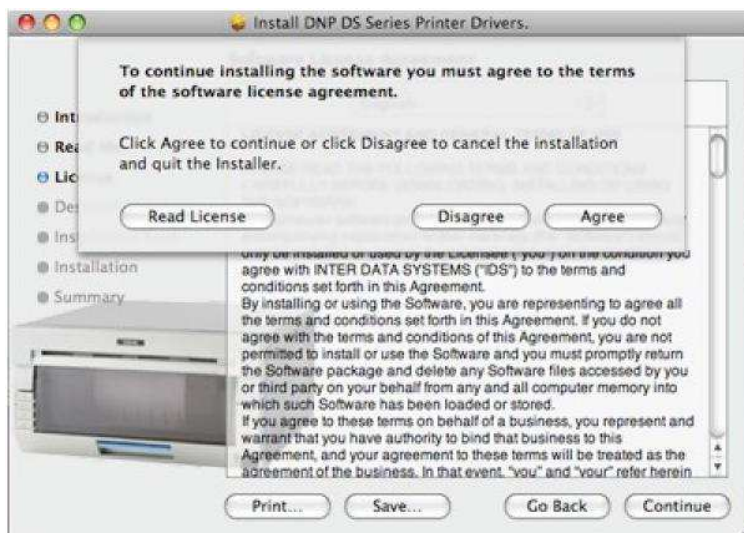 Install DNP DS Series Printer Drivers.
To continue installing the software you must agree to the terms
of the software license agreement.
Click Agree to continue or click Disagree to cancel the installation
and quit the Installer.
Read License
Disagree
Agree
Int
Rea
Lic
Des
Ins
Installation
Summary
only be installed or used by the Licensee ("you") on the condition you
agree with INTER DATA SYSTEMS ("IDS") to the terms and
conditions set forth in this Agreement.
By installing or using the Software, you are representing to agree all
the terms and conditions set forth in this Agreement. If you do not
agree with the terms and conditions of this Agreement, you are not
permitted to install or use the Software and you must promptly return
the Software package and delete any Software files accessed by you
or third party on your behalf from any and all computer memory into
which such Software has been loaded or stored.
If you agree to these terms on behalf of a business, you represent and
warrant that you have authority to bind that business to this
Agreement, and your agreement to these terms will be treated as the
agreement of the business. In that event, "you" and "your" refer herein
Print...
Save...
Go Back
Continue